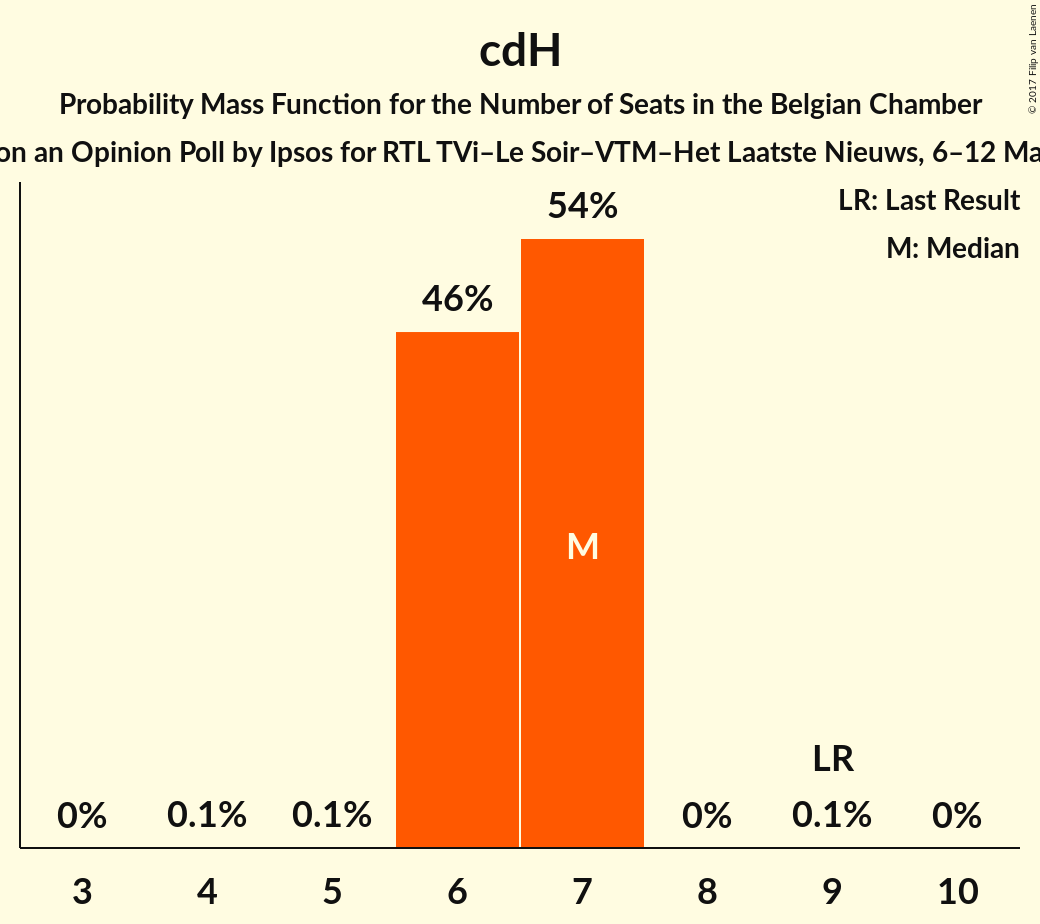 cdH
Probability Mass Function for the Number of Seats in the Belgian Chamber
on an Opinion Poll by Ipsos for RTL TVi–Le Soir–VTM–Het Laatste Nieuws, 6–12 Ma
LR: Last Result
M: Median
54%
46%
M
LR
0% 0.1% 0.1% 0% 0.1% 0%
3 4 5 6 7 8 9 10
© 2017 Filip van Laenen